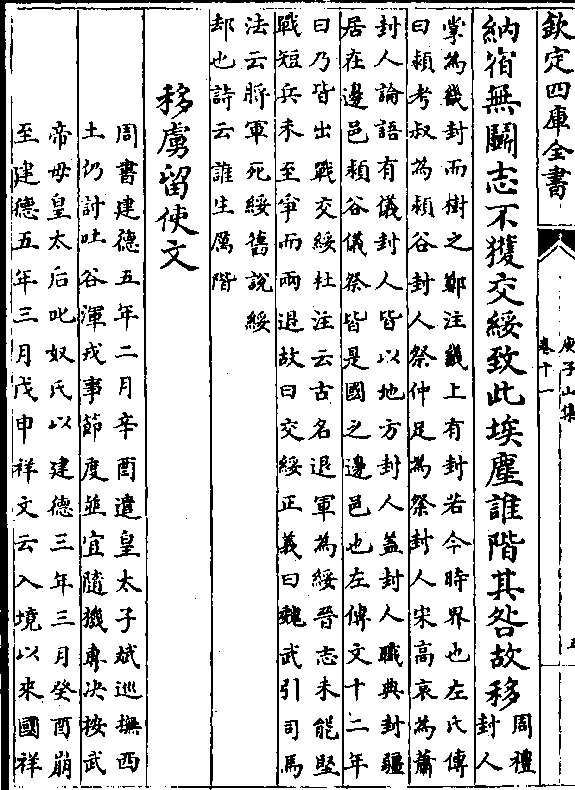 欽定四庫全書
庾子山集
卷十一
五
納宿無鬬志不獲交綏致此埃塵誰階其咎故移周禮
封人
掌為畿封而樹之鄭注畿上有封若今時界也左氏傳
曰頴考叔為頴谷封人祭仲足為祭封人宋高哀為蕭
封人論語有儀封人皆以地方封人蓋封人職典封疆
居在邊邑頴谷儀祭皆是國之邊邑也左傳文十二年
曰乃皆出戰交綏杜注云古名退軍為綏晉志未能堅
戰短兵未至爭而兩退故曰交綏正義曰魏武引司馬
法云將軍死綏舊說綏
却也詩云誰生厲階
移虜留使文
周書建德五年二月辛酉遣皇太子斌巡撫西
土仍討吐谷渾戎事節度並宜隨機専决按武
帝母皇太后叱奴氏以建德三年三月癸酉崩
至建德五年三月戊申祥文云入境以來國祥